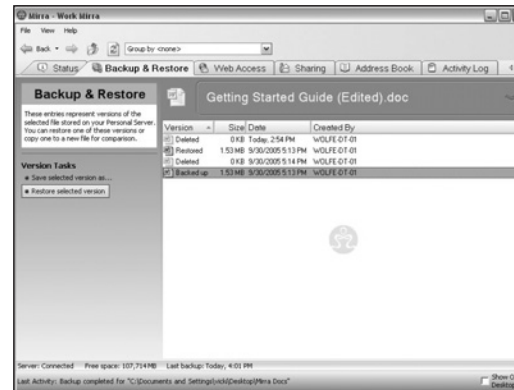 Mirra - Work Mirra
File View Help
Back Group by <none>
Status Backup & Restore Web Access Sharing Address Book Activity Log
Backup & Restore
These entries represent versions of the
selected file stored on your Personal Server.
You can restore one of these versions or
copy one to a new file for comparison.
Version Tasks
Save selected version as...
Restore selected version
Getting Started Guide (Edited).doc
Version Size Date Created By
Deleted 0 KB Today, 2:54 PM WOLFE-DT-01
Restored 1.53 MB 9/30/2005 5:13 PM WOLFE-DT-01
Deleted 0 KB 9/30/2005 5:14 PM WOLFE-DT-01
Backed up 1.53 MB 9/30/2005 5:13 PM WOLFE-DT-01
Server: Connected Free space: 107,714 MB Last backup: Today, 4:01 PM
Last Activity: Backup completed for "C:\Documents and Settings\vicki\Desktop\Mirra Docs"
Show
Desktop